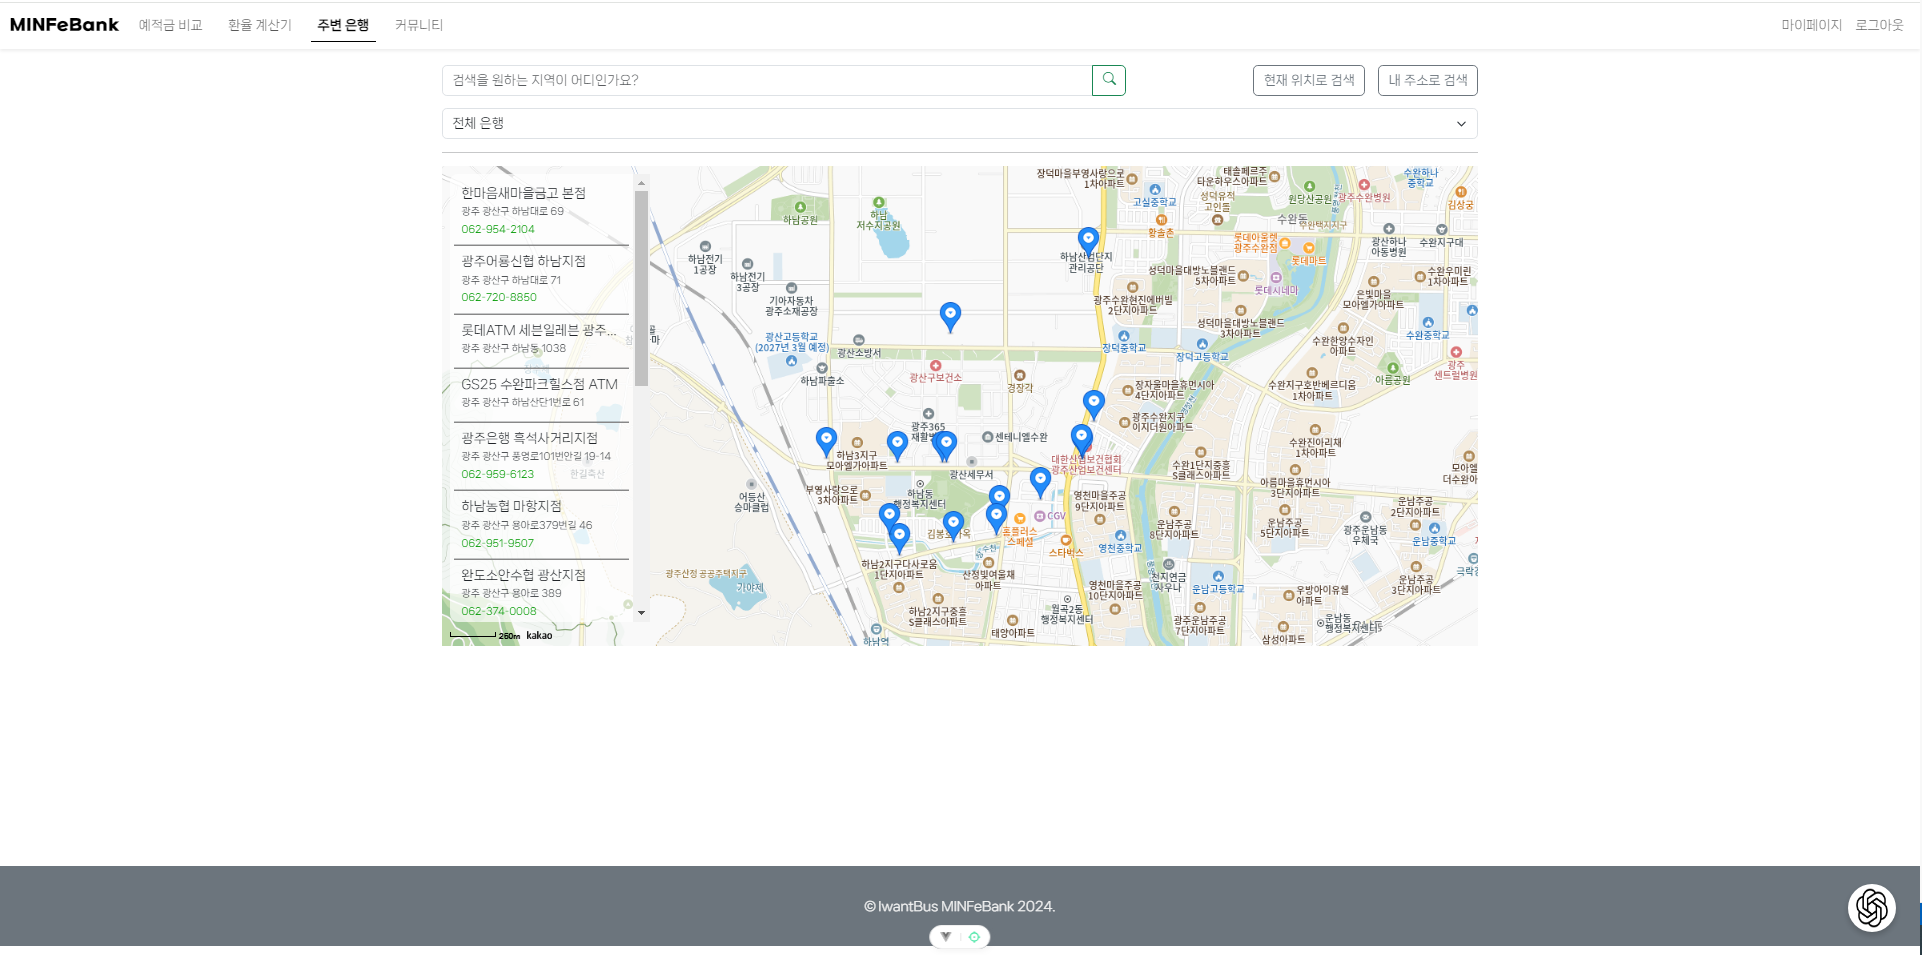 MINFeBank 예적금 비교 환율 계산기 주변 은행 커뮤니티 마이페이지 로그아웃
검색을 원하는 지역이 어디인가요? 현재 위치로 검색 내 주소로 검색
전체 은행
한마음새마을금고 본점
광주 광산구 하남대로 69
062-954-2104
광주어룡신협 하남지점
광주 광산구 하남대로 71
062-720-8850
롯데ATM 세븐일레븐 광주...
광주 광산구 하남동 1038
GS25 수완파크힐스점 ATM
광주 광산구 하남산단1번로 61
광주은행 흑석사거리지점
광주 광산구 풍영로101번안길 19-14
062-959-6123
한길축산
하남농협 마항지점
광주 광산구 용아로379번길 46
062-951-9507
완도소안수협 광산지점
광주 광산구 용아로 389
062-374-0008
250m kakao
장덕마을부영사랑으로
1차아파트
고실중학교
성덕유적
고인돌
태솔페르주
타운하우스아파트
원당산공원
수완하나
중학교
광주수완병원
김상궁
하남공원
하남
저수지공원
황솔촌
수완동
수완택지지구
롯데아울렛
광주수완점
롯데마트
광산하나
아동병원
수완지구대
하남전기
1공장
하남전기
3공장
하남산업단지
관리공단
성덕마을대방노블랜드
5차아파트
롯데시네마
수완우미린
1차아파트
은빛마을
모아엘가아파트
기아자동차
광주소재공장
광주수완현진에버빌
2단지아파트
성덕마을대방노블랜드
3차아파트
수완중학교
광산고등학교
(2027년 3월 예정)
광산소방서
장덕중학교
장덕고등학교
수완한양수자인
아파트
광주
센트럴병원
하남파출소
광산구보건소
경장각
장자울마을휴먼시아
4단지아파트
수완지구호반베르디움
1차아파트
아름공원
광주365
재활병
센테니엘수완
광주수완지구
이지더원아파트
수완진아리채
1차아파트
하남3지구
모아엘가아파트
광산세무서
대한산업보건협회
광주산업보건센터
수완1단지중흥
S클래스아파트
모아엘
더수완아
어등산
승마클럽
부영사랑으로
3차아파트
하남동
행정복지센터
영천마을주공
9단지아파트
아름마을휴먼시아
3단지아파트
CGV
홈플러스
스페셜
스타벅스
영천중학교
운남주공
8단지아파트
운남주공
5단지아파트
광주운남동
우체국
운남주공
2단지아파트
운남중학교
하남2지구다사로움
1단지아파트
산정빛여울채
아파트
광주산정 공공주택지구
가야제
영천마을주공
10단지아파트
운남고등학교
우방아이유쉘
아파트
운남주공
3단지아파트
극락강
하남2지구중흥
S클래스아파트
월곡2동
행정복지센터
태양아파트
하남역
광주운남주공
7단지아파트
삼성아파트
운남동
행정복지센터
© IwantBus MINFeBank 2024.